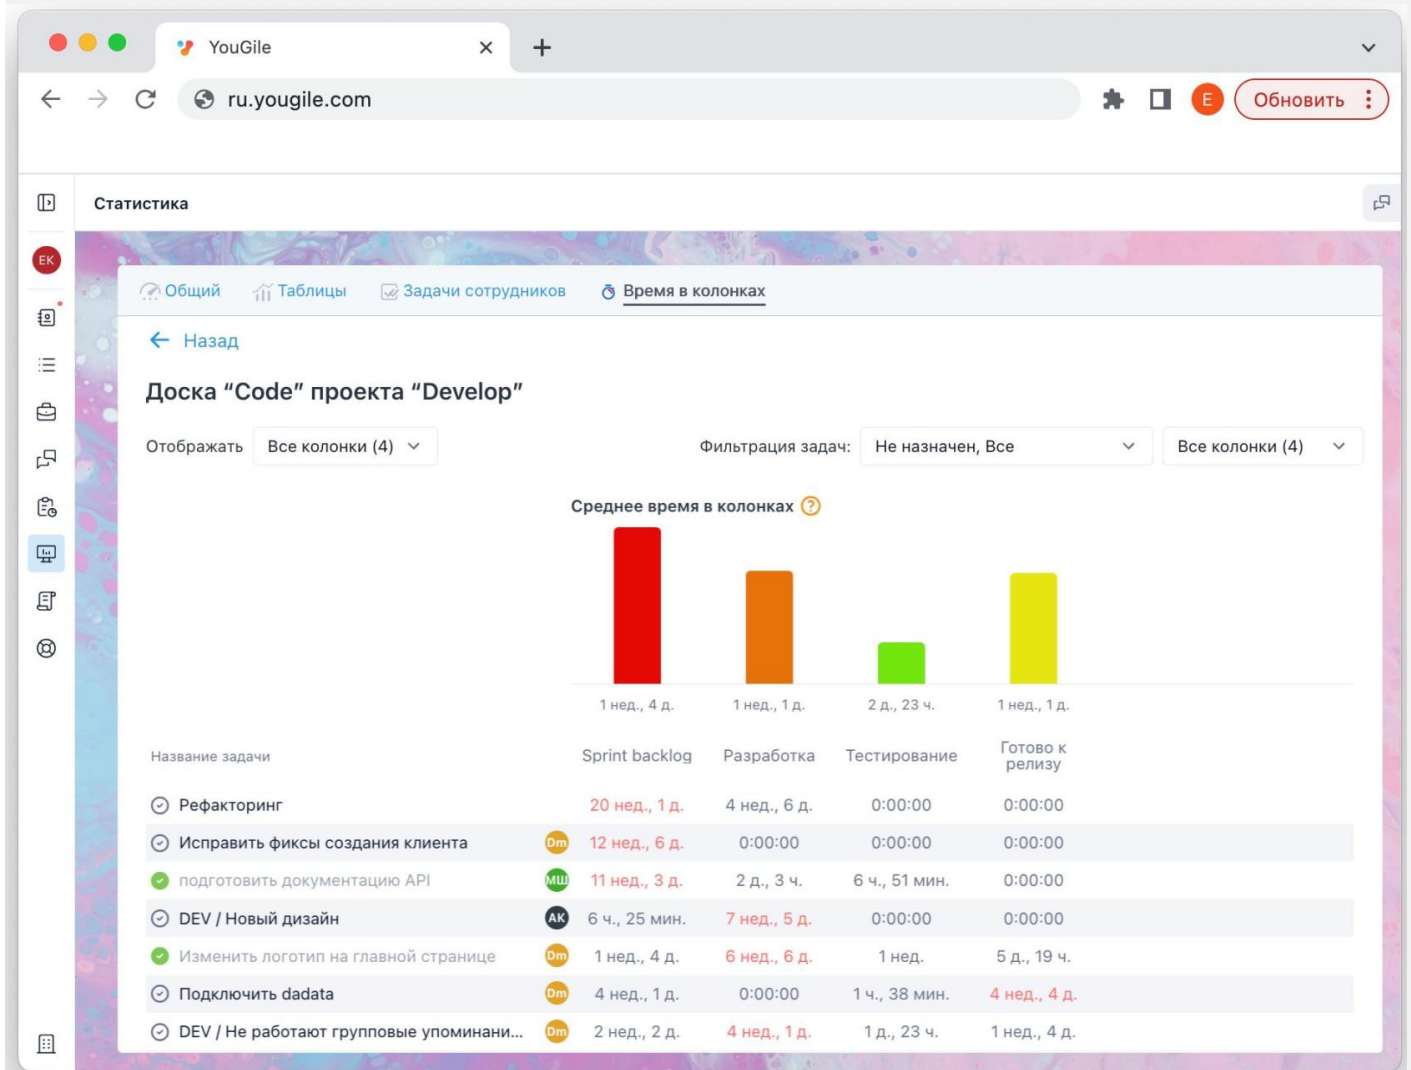 YouGile
ru.yougile.com
E
Обновить
Статистика
EK
Общий Таблицы Задачи сотрудников Время в колонках
Назад
Доска “Code” проекта “Develop”
Отображать Все колонки (4) Фильтрация задач: Не назначен, Все Все колонки (4)
Среднее время в колонках ?
1 нед., 4 д. 1 нед., 1 д. 2 д., 23 ч. 1 нед., 1 д.
Название задачи Sprint backlog Разработка Тестирование Готово к
релизу
Рефакторинг 20 нед., 1 д. 4 нед., 6 д. 0:00:00 0:00:00
Исправить фиксы создания клиента Dm 12 нед., 6 д. 0:00:00 0:00:00 0:00:00
подготовить документацию API МШ 11 нед., 3 д. 2 д., 3 ч. 6 ч., 51 мин. 0:00:00
DEV / Новый дизайн АК 6 ч., 25 мин. 7 нед., 5 д. 0:00:00 0:00:00
Изменить логотип на главной странице Dm 1 нед., 4 д. 6 нед., 6 д. 1 нед. 5 д., 19 ч.
Подключить dadata Dm 4 нед., 1 д. 0:00:00 1 ч., 38 мин. 4 нед., 4 д.
DEV / Не работают групповые упоминани... Dm 2 нед., 2 д. 4 нед., 1 д. 1 д., 23 ч. 1 нед., 4 д.